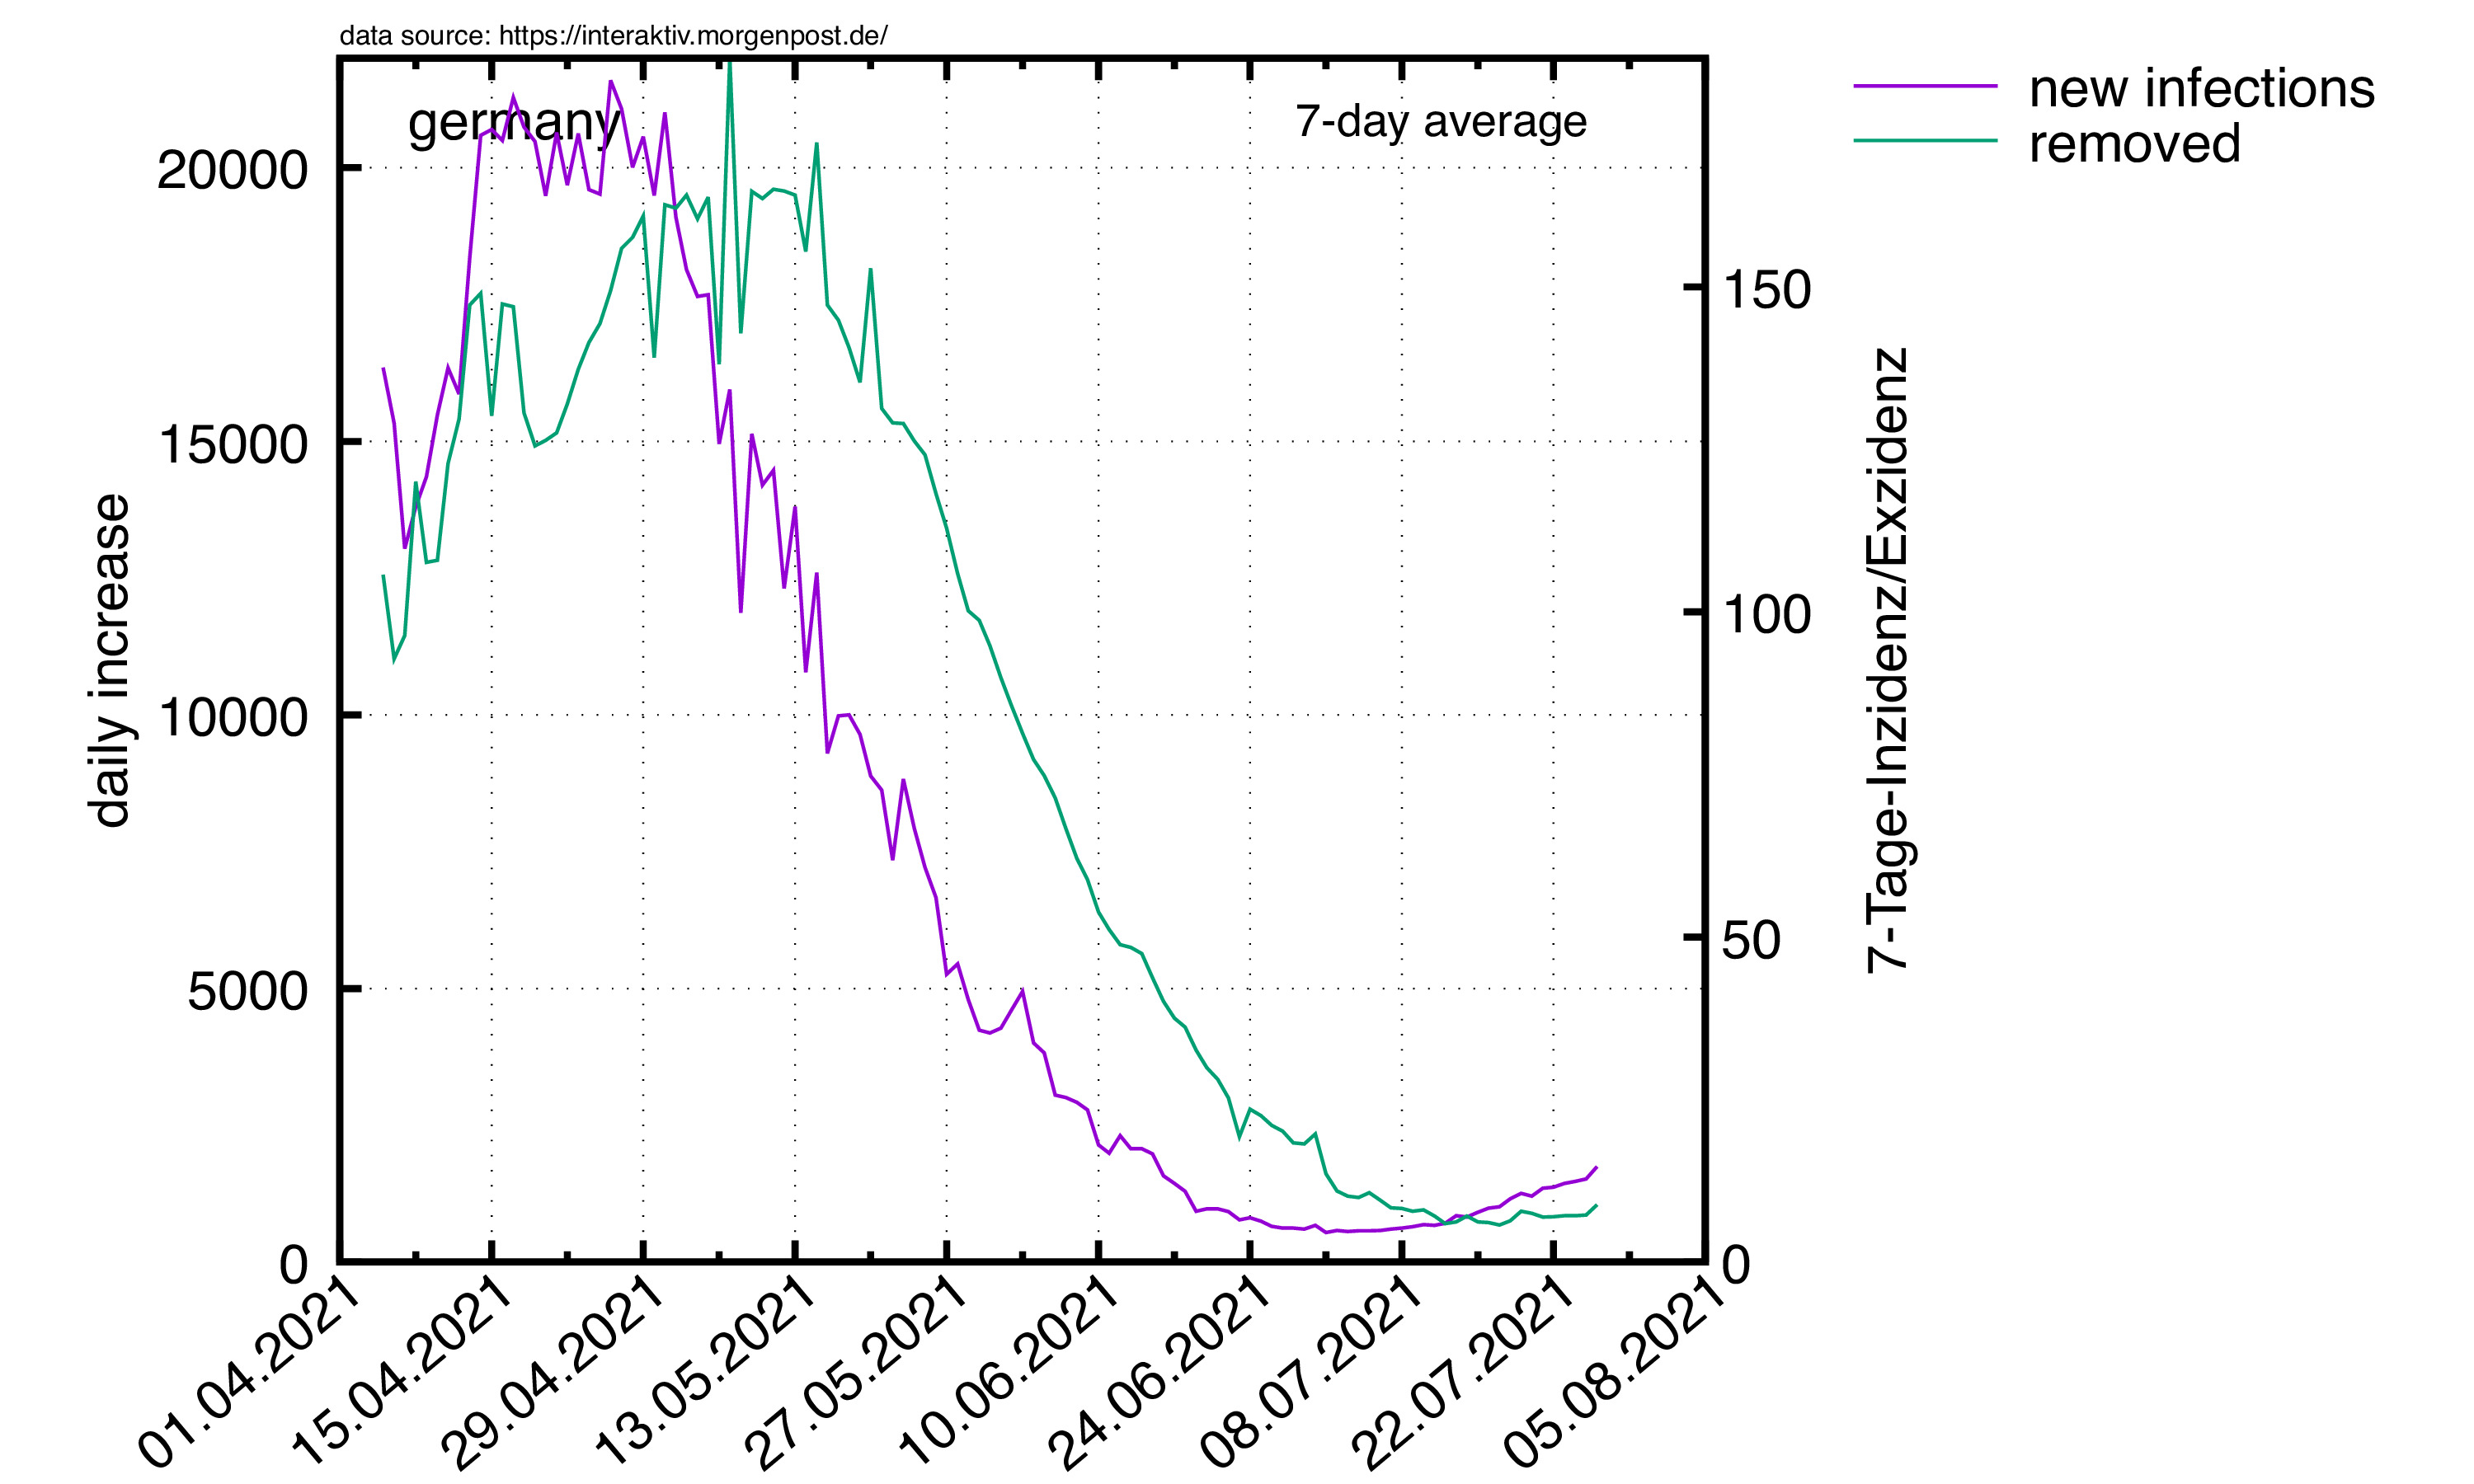 data source: https://interaktiv.morgenpost.de/
germany
7-day average
new infections
removed
20000
15000
10000
5000
0
daily increase
150
100
50
0
7-Tage-Inzidenz/Exzidenz
01.04.2021
15.04.2021
29.04.2021
13.05.2021
27.05.2021
10.06.2021
24.06.2021
08.07.2021
22.07.2021
05.08.2021